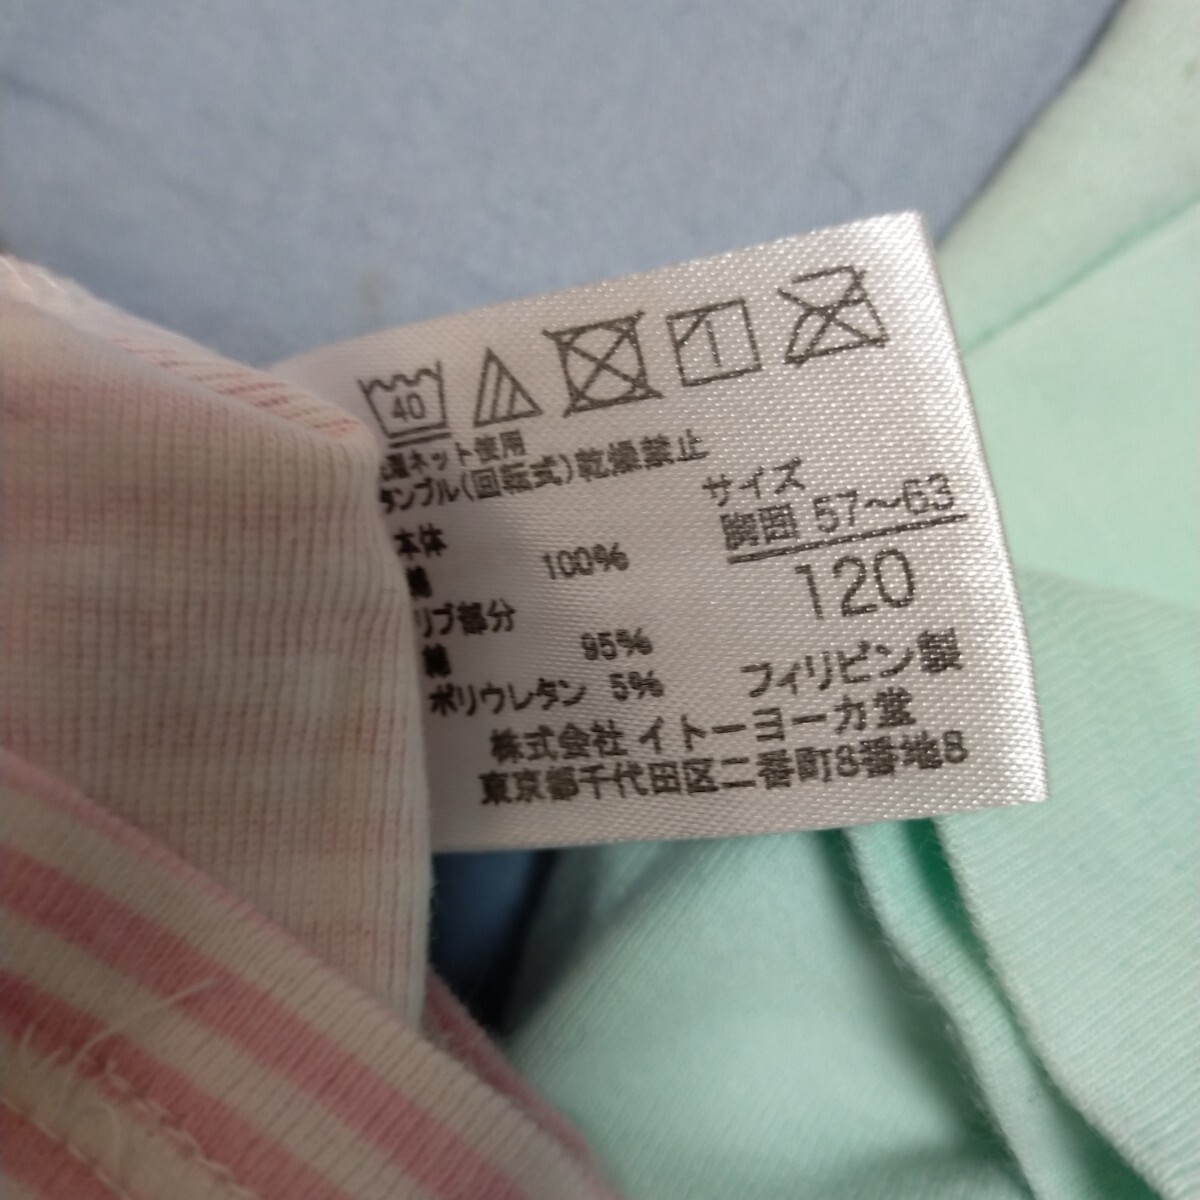 40
洗濯ネット使用
タンブル(回転式)乾燥禁止
本体
綿 100%
リブ部分
綿 95%
ポリウレタン 5%
サイズ
胸囲 57〜63
120
フィリピン製
株式会社イトーヨーカ堂
東京都千代田区二番町8番地8